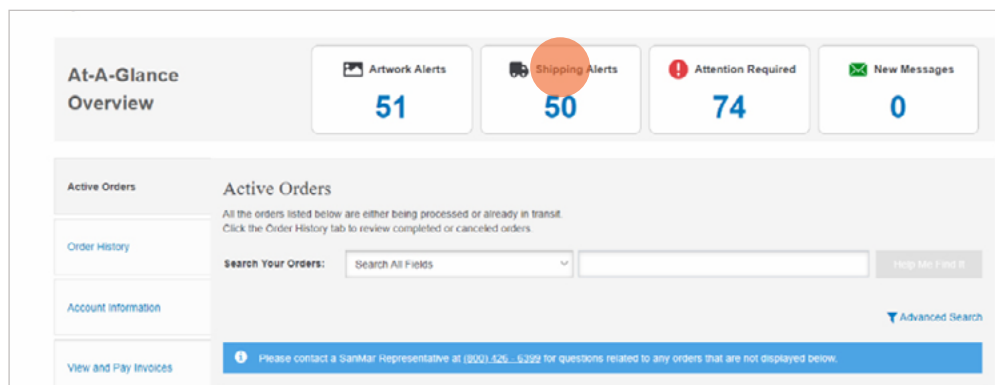 At-A-Glance
Overview
Artwork Alerts
51
Shipping Alerts
50
Attention Required
74
New Messages
0
Active Orders
Order History
Account Information
View and Pay Invoices
Active Orders
All the orders listed below are either being processed or already in transit.
Click the Order History tab to review completed or canceled orders.
Search Your Orders:
Search All Fields
Help Me Find It
Advanced Search
Please contact a SanMar Representative at (800) 426 - 6399 for questions related to any orders that are not displayed below.